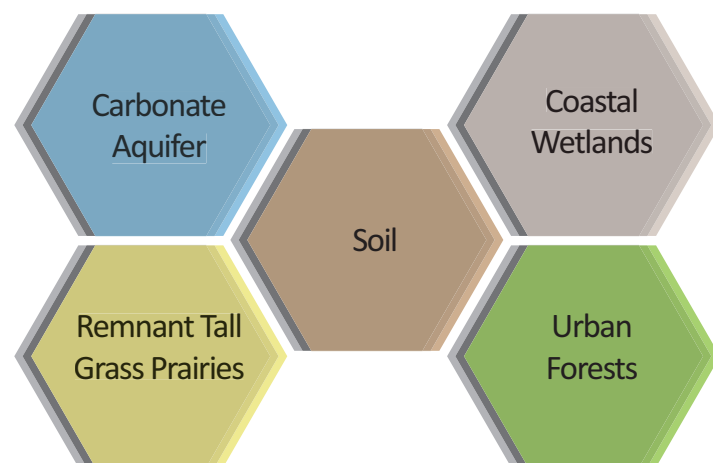 Carbonate
Aquifer
Coastal
Wetlands
Soil
Remnant Tall
Grass Prairies
Urban
Forests